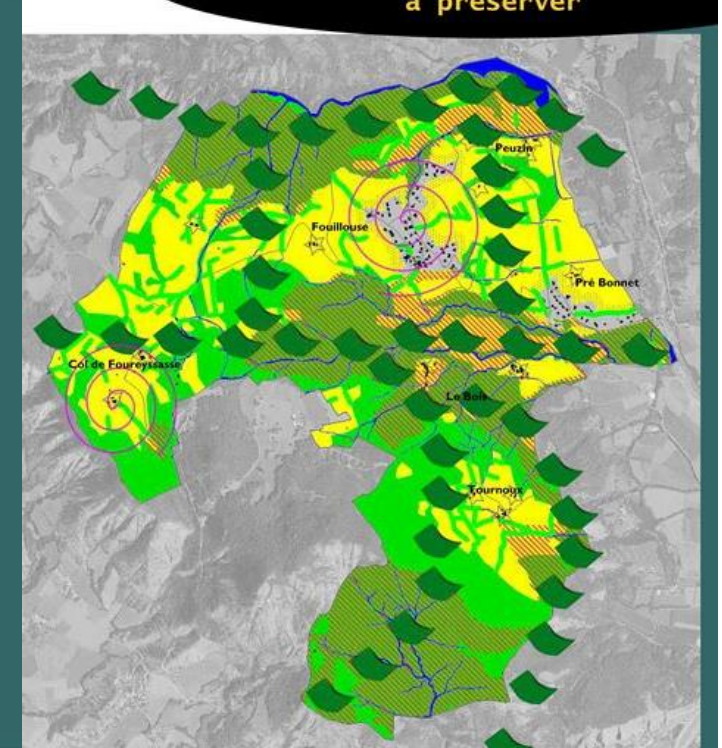 à préserver
Peuzin
Fouillouse
Pré Bonnet
Col de Foureyssasse
Le Bois
Tournoux